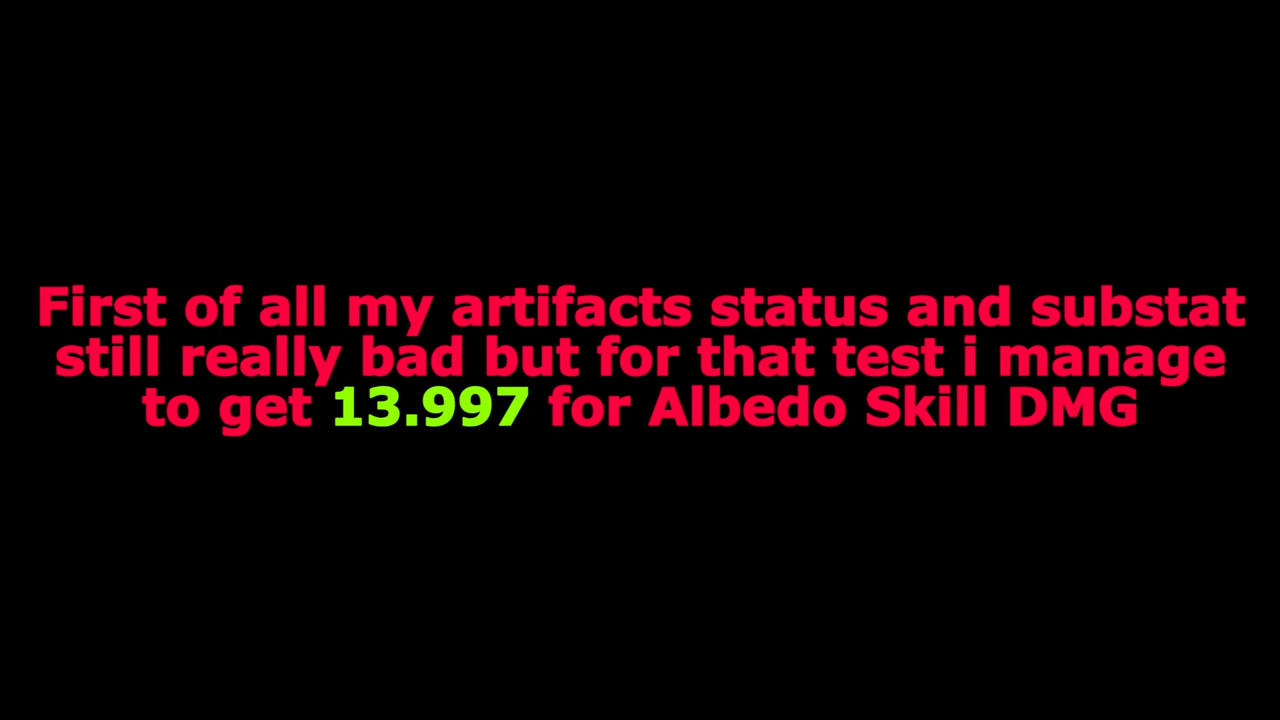 First of all my artifacts status and substat
still really bad but for that test i manage
to get 13.997 for Albedo Skill DMG